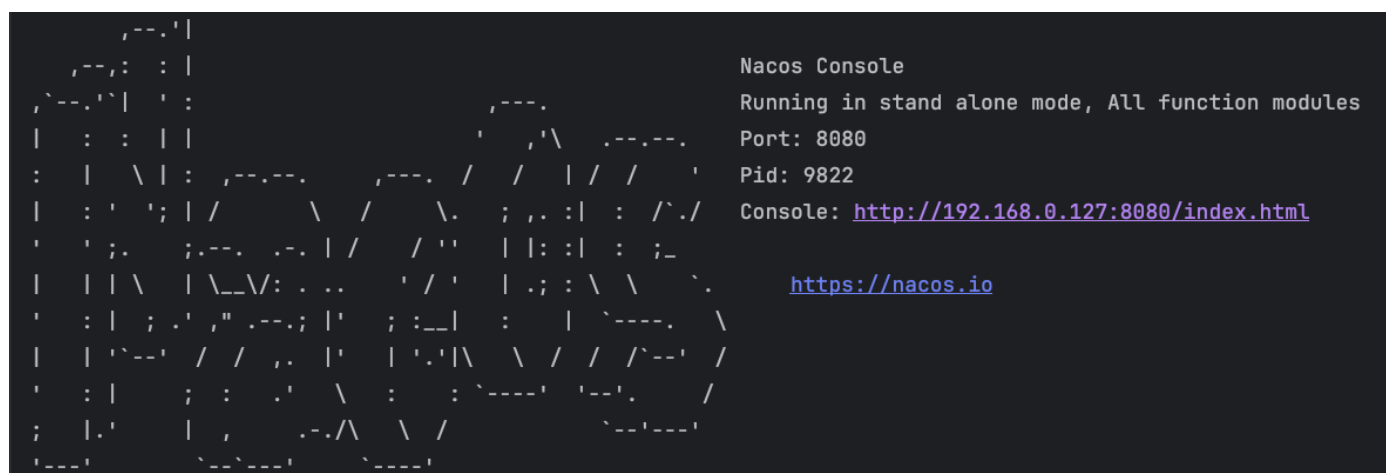 Nacos Console
Running in stand alone mode, All function modules
Port: 8080
Pid: 9822
Console: http://192.168.0.127:8080/index.html
https://nacos.io